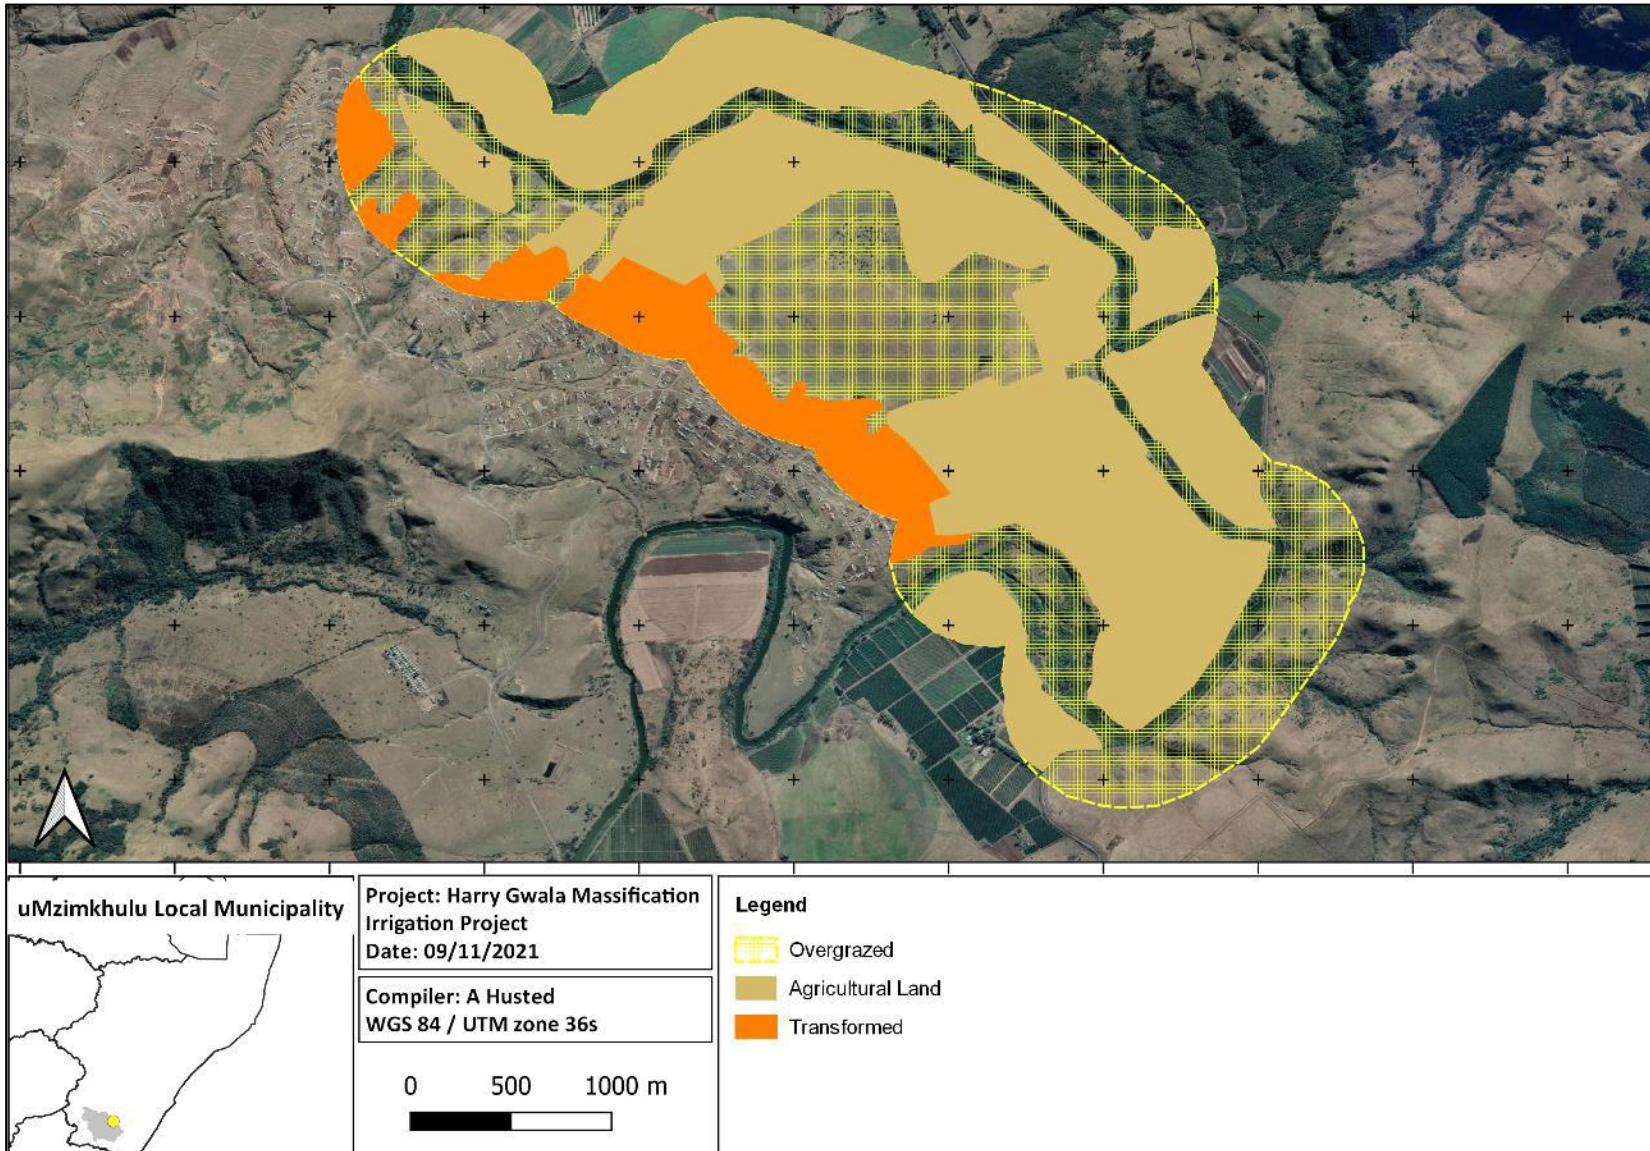 uMzimkhulu Local Municipality
Project: Harry Gwala Massification
Irrigation Project
Date: 09/11/2021
Compiler: A Husted
WGS 84 / UTM zone 36s
0 500 1000 m
Legend
Overgrazed
Agricultural Land
Transformed